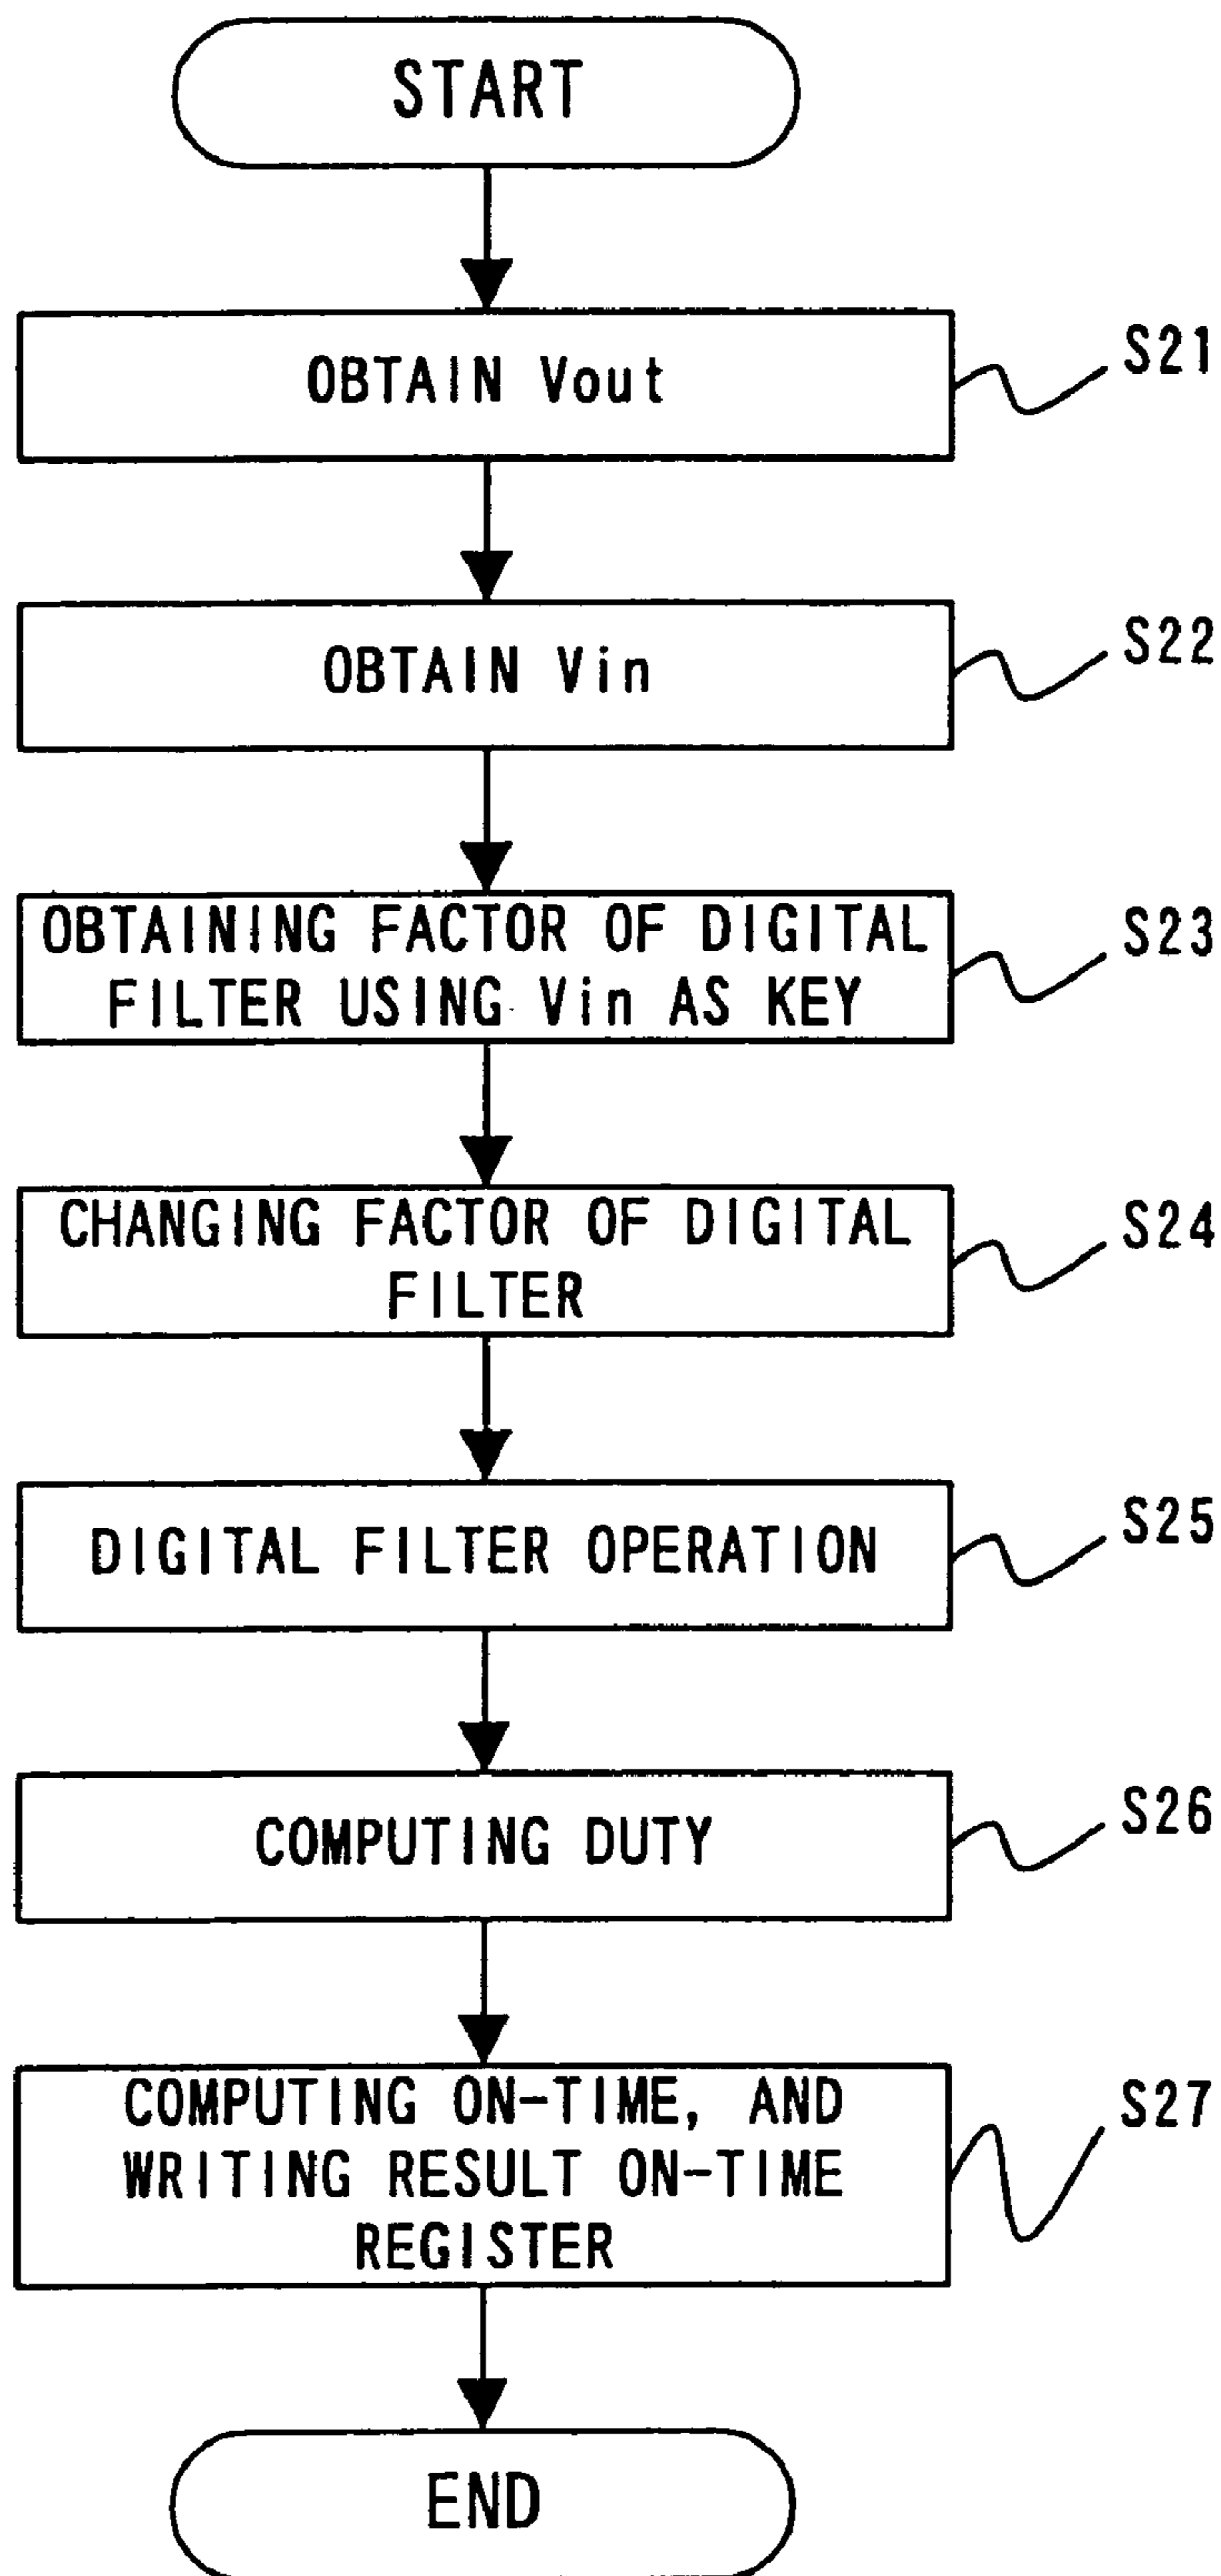 START
OBTAIN Vout
S21
OBTAIN Vin
S22
OBTAINING FACTOR OF DIGITAL
FILTER USING Vin AS KEY
S23
CHANGING FACTOR OF DIGITAL
FILTER
S24
DIGITAL FILTER OPERATION
S25
COMPUTING DUTY
S26
COMPUTING ON-TIME, AND
WRITING RESULT ON-TIME
REGISTER
S27
END